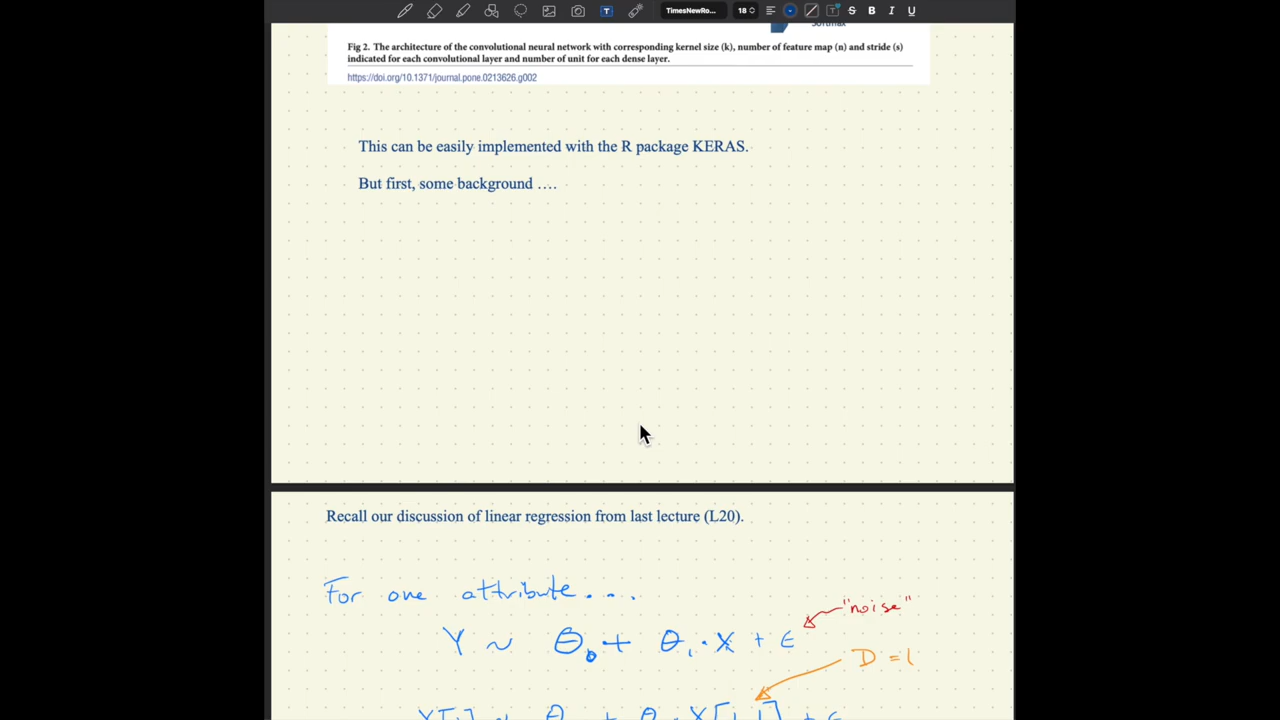 TimesNewRo... 18 T S B I U
Softmax
Fig 2. The architecture of the convolutional neural network with corresponding kernel size (k), number of feature map (n) and stride (s)
indicated for each convolutional layer and number of unit for each dense layer.
https://doi.org/10.1371/journal.pone.0213626.g002
This can be easily implemented with the R package KERAS.
But first, some background ....
Recall our discussion of linear regression from last lecture (L20).
For one attribute....
"noise"
Y ~ θ₀ + θ₁ · X + ε
D = 1